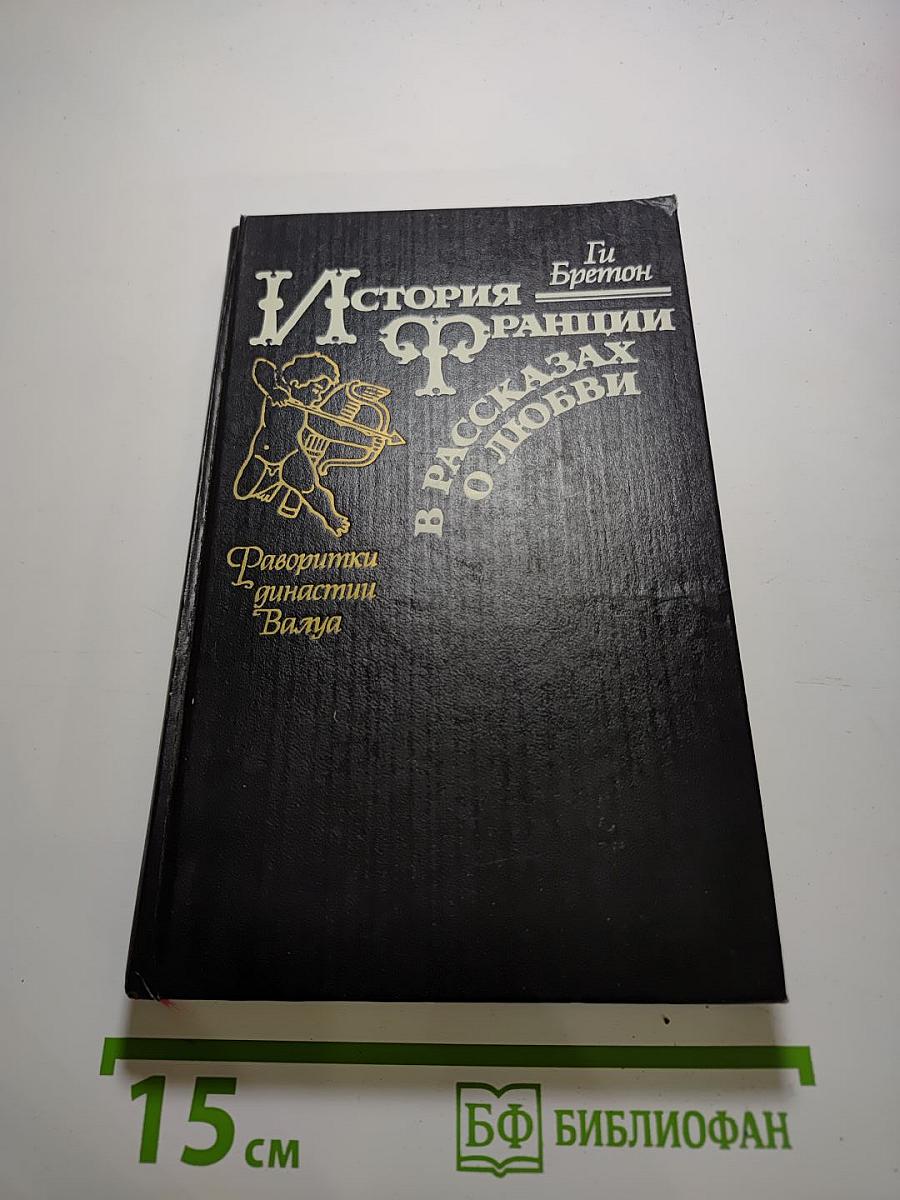 Ги
Бретон
История
Франции
в рассказах
о любви
Фаворитки
династии
Валуа
15 см
БФ БИБЛИОФАН